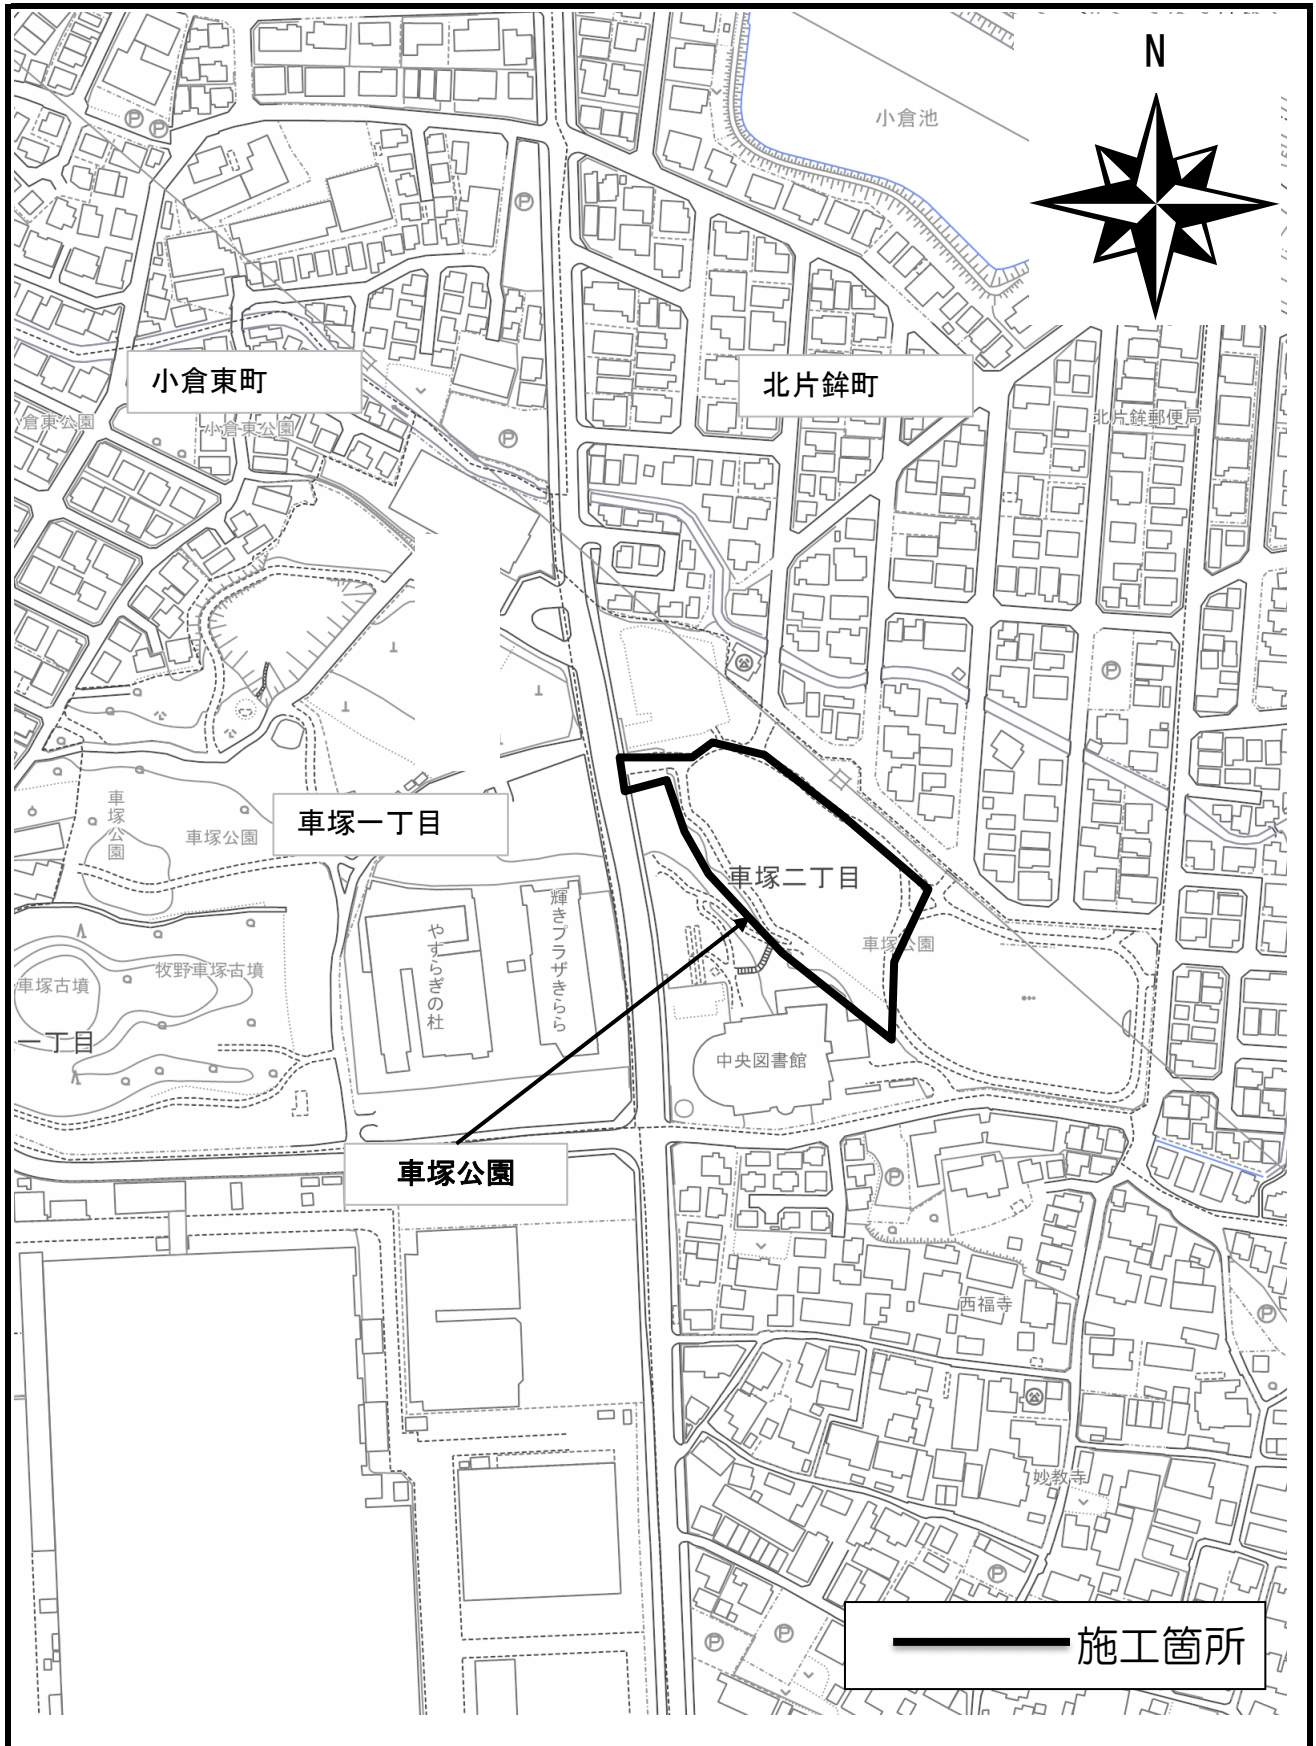 N
小倉池
小倉東町
北片鉾町
倉東公園
小倉東公園
北片鉾郵便局
車塚公園
車塚公園
車塚一丁目
車塚二丁目
車塚公園
輝きプラザきらら
やすらぎの杜
車塚古墳
牧野車塚古墳
一丁目
中央図書館
車塚公園
西福寺
妙教寺
施工箇所
P
P
P
P
P
P
P
P
P
P